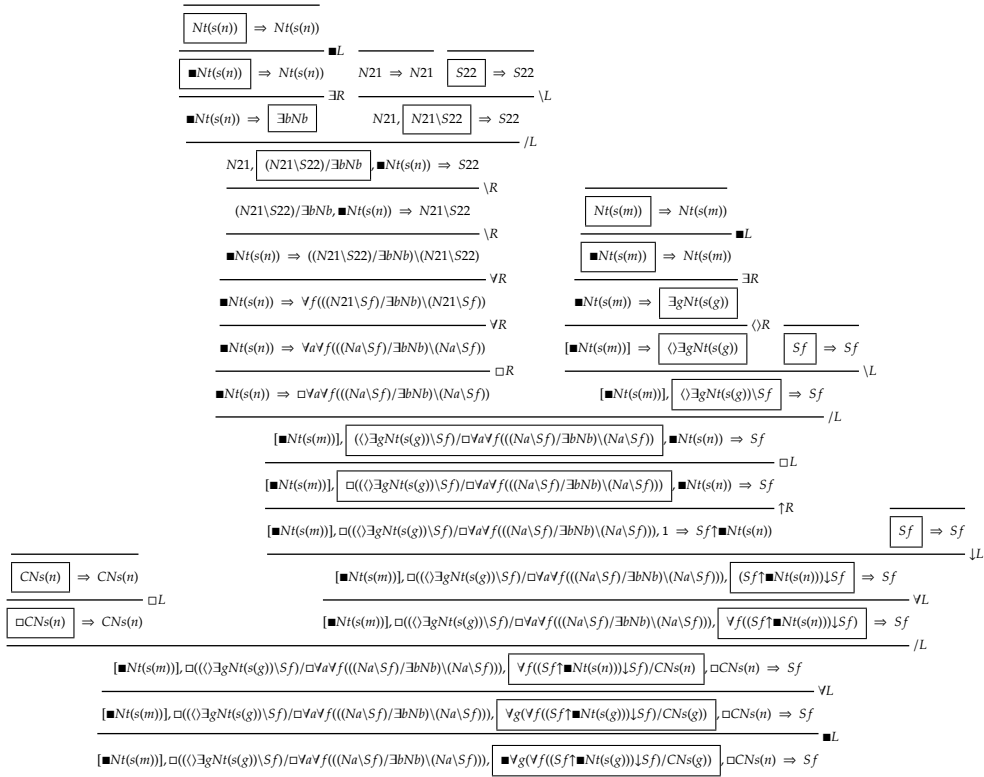 Nt(s(n)) ⇒ Nt(s(n))
■L
■Nt(s(n)) ⇒ Nt(s(n)) N21 ⇒ N21 S22 ⇒ S22
∃R \L
■Nt(s(n)) ⇒ ∃bNb N21, N21\S22 ⇒ S22
/L
N21, (N21\S22)/∃bNb, ■Nt(s(n)) ⇒ S22
\R
(N21\S22)/∃bNb, ■Nt(s(n)) ⇒ N21\S22 Nt(s(m)) ⇒ Nt(s(m))
\R ■L
■Nt(s(n)) ⇒ ((N21\S22)/∃bNb)\(N21\S22) ■Nt(s(m)) ⇒ Nt(s(m))
∀R ∃R
■Nt(s(n)) ⇒ ∀f(((N21\Sf)/∃bNb)\(N21\Sf)) ■Nt(s(m)) ⇒ ∃gNt(s(g))
∀R ⟨⟩R
■Nt(s(n)) ⇒ ∀a∀f(((Na\Sf)/∃bNb)\(Na\Sf)) [■Nt(s(m))] ⇒ ⟨⟩∃gNt(s(g)) Sf ⇒ Sf
□R \L
■Nt(s(n)) ⇒ □∀a∀f(((Na\Sf)/∃bNb)\(Na\Sf)) [■Nt(s(m))], ⟨⟩∃gNt(s(g))\Sf ⇒ Sf
/L
[■Nt(s(m))], (⟨⟩∃gNt(s(g))\Sf)/□∀a∀f(((Na\Sf)/∃bNb)\(Na\Sf)), ■Nt(s(n)) ⇒ Sf
□L
[■Nt(s(m))], □((⟨⟩∃gNt(s(g))\Sf)/□∀a∀f(((Na\Sf)/∃bNb)\(Na\Sf))), ■Nt(s(n)) ⇒ Sf
↑R
[■Nt(s(m))], □((⟨⟩∃gNt(s(g))\Sf)/□∀a∀f(((Na\Sf)/∃bNb)\(Na\Sf))), 1 ⇒ Sf↑■Nt(s(n)) Sf ⇒ Sf
↓L
CNs(n) ⇒ CNs(n) [■Nt(s(m))], □((⟨⟩∃gNt(s(g))\Sf)/□∀a∀f(((Na\Sf)/∃bNb)\(Na\Sf))), (Sf↑■Nt(s(n)))↓Sf ⇒ Sf
□L ∀L
□CNs(n) ⇒ CNs(n) [■Nt(s(m))], □((⟨⟩∃gNt(s(g))\Sf)/□∀a∀f(((Na\Sf)/∃bNb)\(Na\Sf))), ∀f((Sf↑■Nt(s(n)))↓Sf) ⇒ Sf
/L
[■Nt(s(m))], □((⟨⟩∃gNt(s(g))\Sf)/□∀a∀f(((Na\Sf)/∃bNb)\(Na\Sf))), ∀f((Sf↑■Nt(s(n)))↓Sf)/CNs(n), □CNs(n) ⇒ Sf
∀L
[■Nt(s(m))], □((⟨⟩∃gNt(s(g))\Sf)/□∀a∀f(((Na\Sf)/∃bNb)\(Na\Sf))), ∀g(∀f((Sf↑■Nt(s(g)))↓Sf)/CNs(g)), □CNs(n) ⇒ Sf
■L
[■Nt(s(m))], □((⟨⟩∃gNt(s(g))\Sf)/□∀a∀f(((Na\Sf)/∃bNb)\(Na\Sf))), ■∀g(∀f((Sf↑■Nt(s(g)))↓Sf)/CNs(g)), □CNs(n) ⇒ Sf